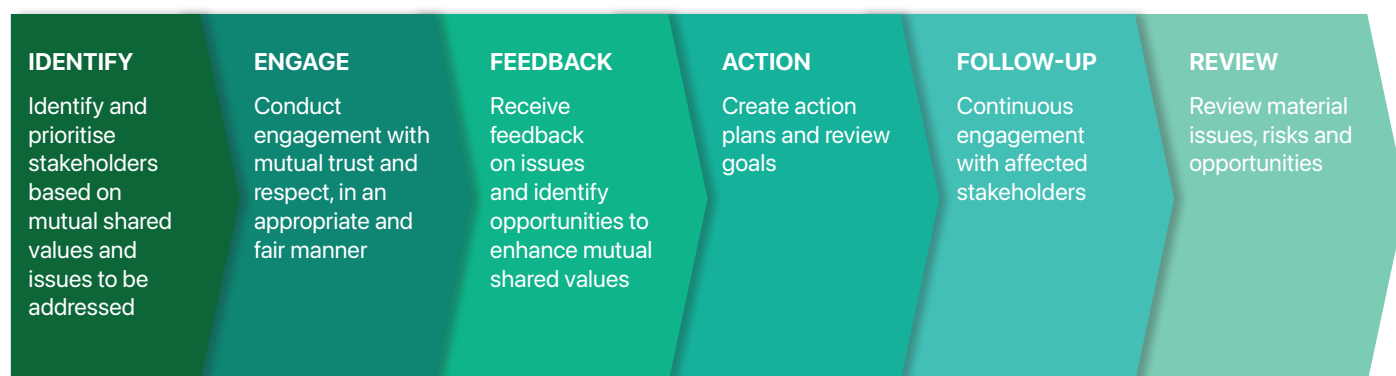 IDENTIFY
Identify and
prioritise
stakeholders
based on
mutual shared
values and
issues to be
addressed
ENGAGE
Conduct
engagement with
mutual trust and
respect, in an
appropriate and
fair manner
FEEDBACK
Receive
feedback
on issues
and identify
opportunities to
enhance mutual
shared values
ACTION
Create action
plans and review
goals
FOLLOW-UP
Continuous
engagement
with affected
stakeholders
REVIEW
Review material
issues, risks and
opportunities